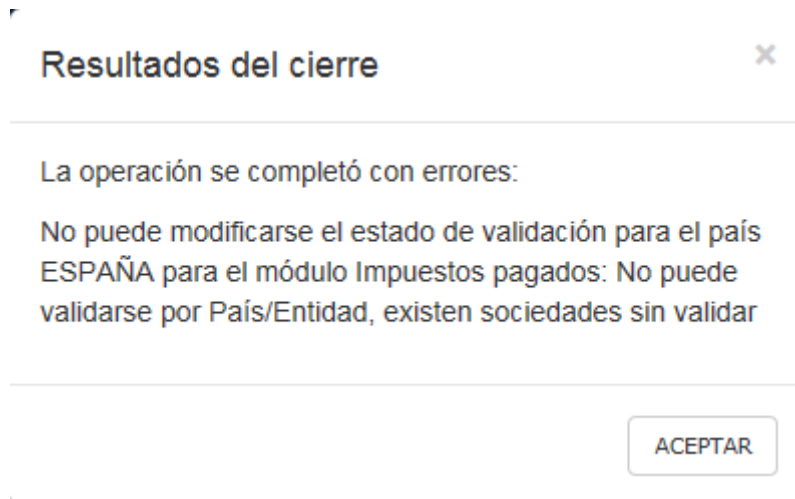 Resultados del cierre
×
La operación se completó con errores:
No puede modificarse el estado de validación para el país
ESPAÑA para el módulo Impuestos pagados: No puede
validarse por País/Entidad, existen sociedades sin validar
ACEPTAR